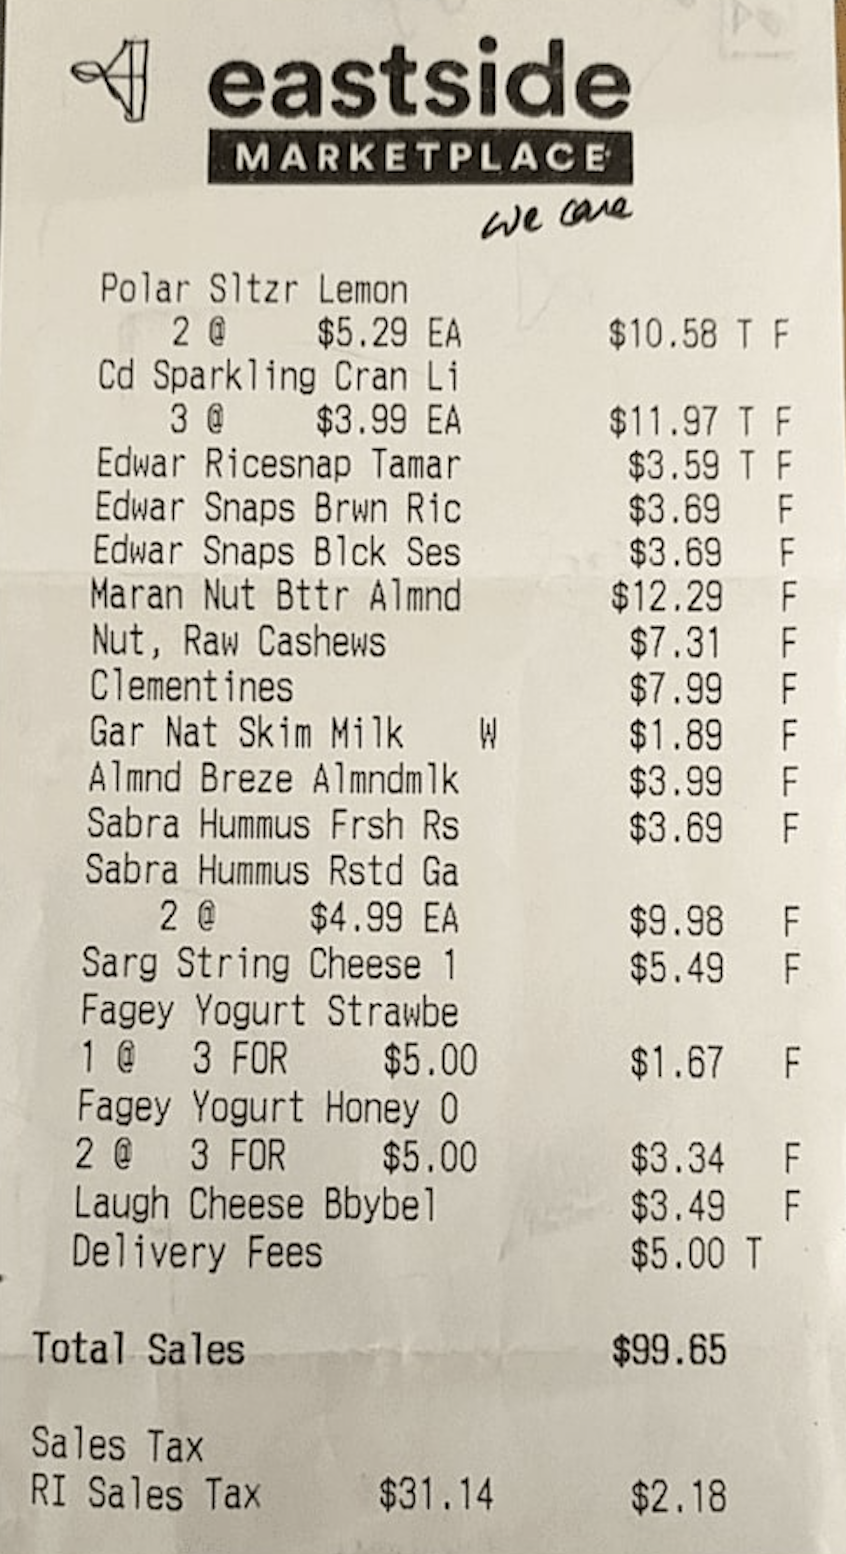 eastside
MARKETPLACE
we care
Polar Sltzr Lemon
2 @ $5.29 EA $10.58 T F
Cd Sparkling Cran Li
3 @ $3.99 EA $11.97 T F
Edwar Ricesnap Tamar $3.59 T F
Edwar Snaps Brwn Ric $3.69 F
Edwar Snaps Blck Ses $3.69 F
Maran Nut Bttr Almnd $12.29 F
Nut, Raw Cashews $7.31 F
Clementines $7.99 F
Gar Nat Skim Milk W $1.89 F
Almnd Breze Almndmlk $3.99 F
Sabra Hummus Frsh Rs $3.69 F
Sabra Hummus Rstd Ga
2 @ $4.99 EA $9.98 F
Sarg String Cheese 1 $5.49 F
Fagey Yogurt Strawbe
1 @ 3 FOR $5.00 $1.67 F
Fagey Yogurt Honey O
2 @ 3 FOR $5.00 $3.34 F
Laugh Cheese Bbybel $3.49 F
Delivery Fees $5.00 T
Total Sales $99.65
Sales Tax
RI Sales Tax $31.14 $2.18